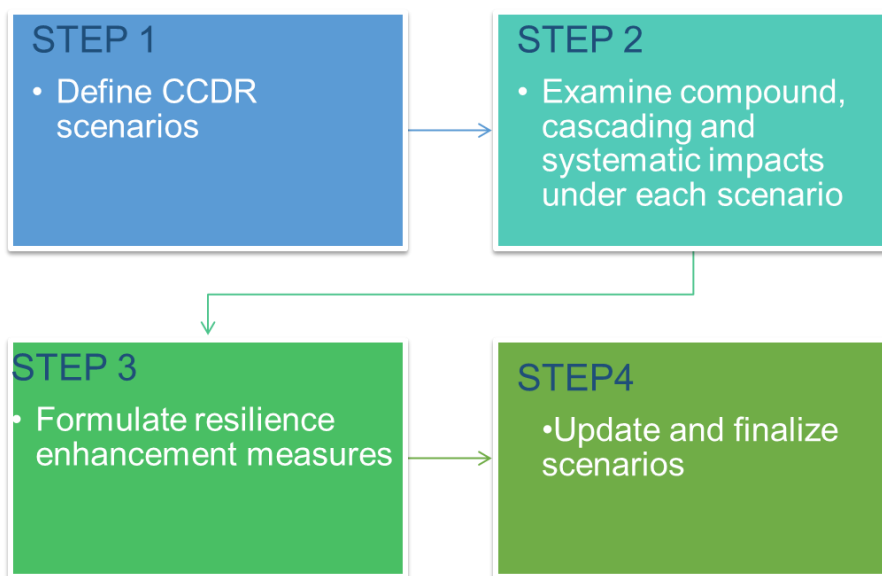 STEP 1
• Define CCDR
scenarios
STEP 2
• Examine compound,
cascading and
systematic impacts
under each scenario
STEP 3
• Formulate resilience
enhancement measures
STEP4
•Update and finalize
scenarios